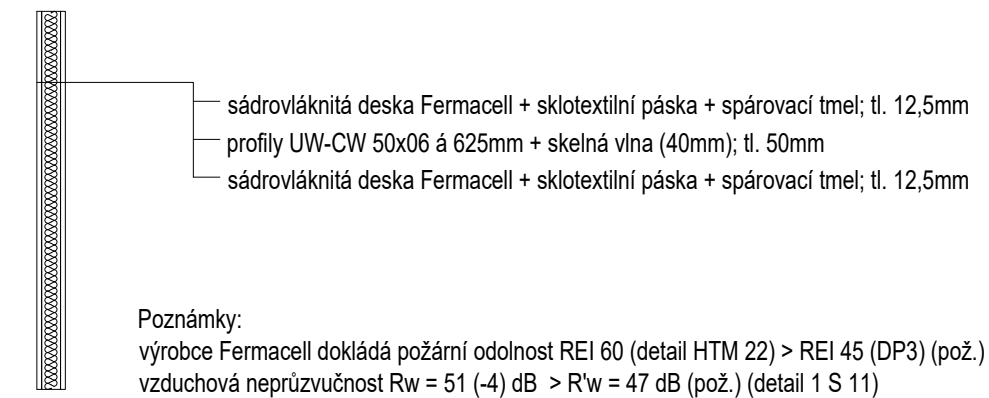 sádrovláknitá deska Fermacell + sklotextilní páska + spárovací tmel; tl. 12,5mm
profily UW-CW 50x06 á 625mm + skelná vlna (40mm); tl. 50mm
sádrovláknitá deska Fermacell + sklotextilní páska + spárovací tmel; tl. 12,5mm
Poznámky:
výrobce Fermacell dokládá požární odolnost REI 60 (detail HTM 22) > REI 45 (DP3) (pož.)
vzduchová neprůzvučnost Rw = 51 (-4) dB > R'w = 47 dB (pož.) (detail 1 S 11)